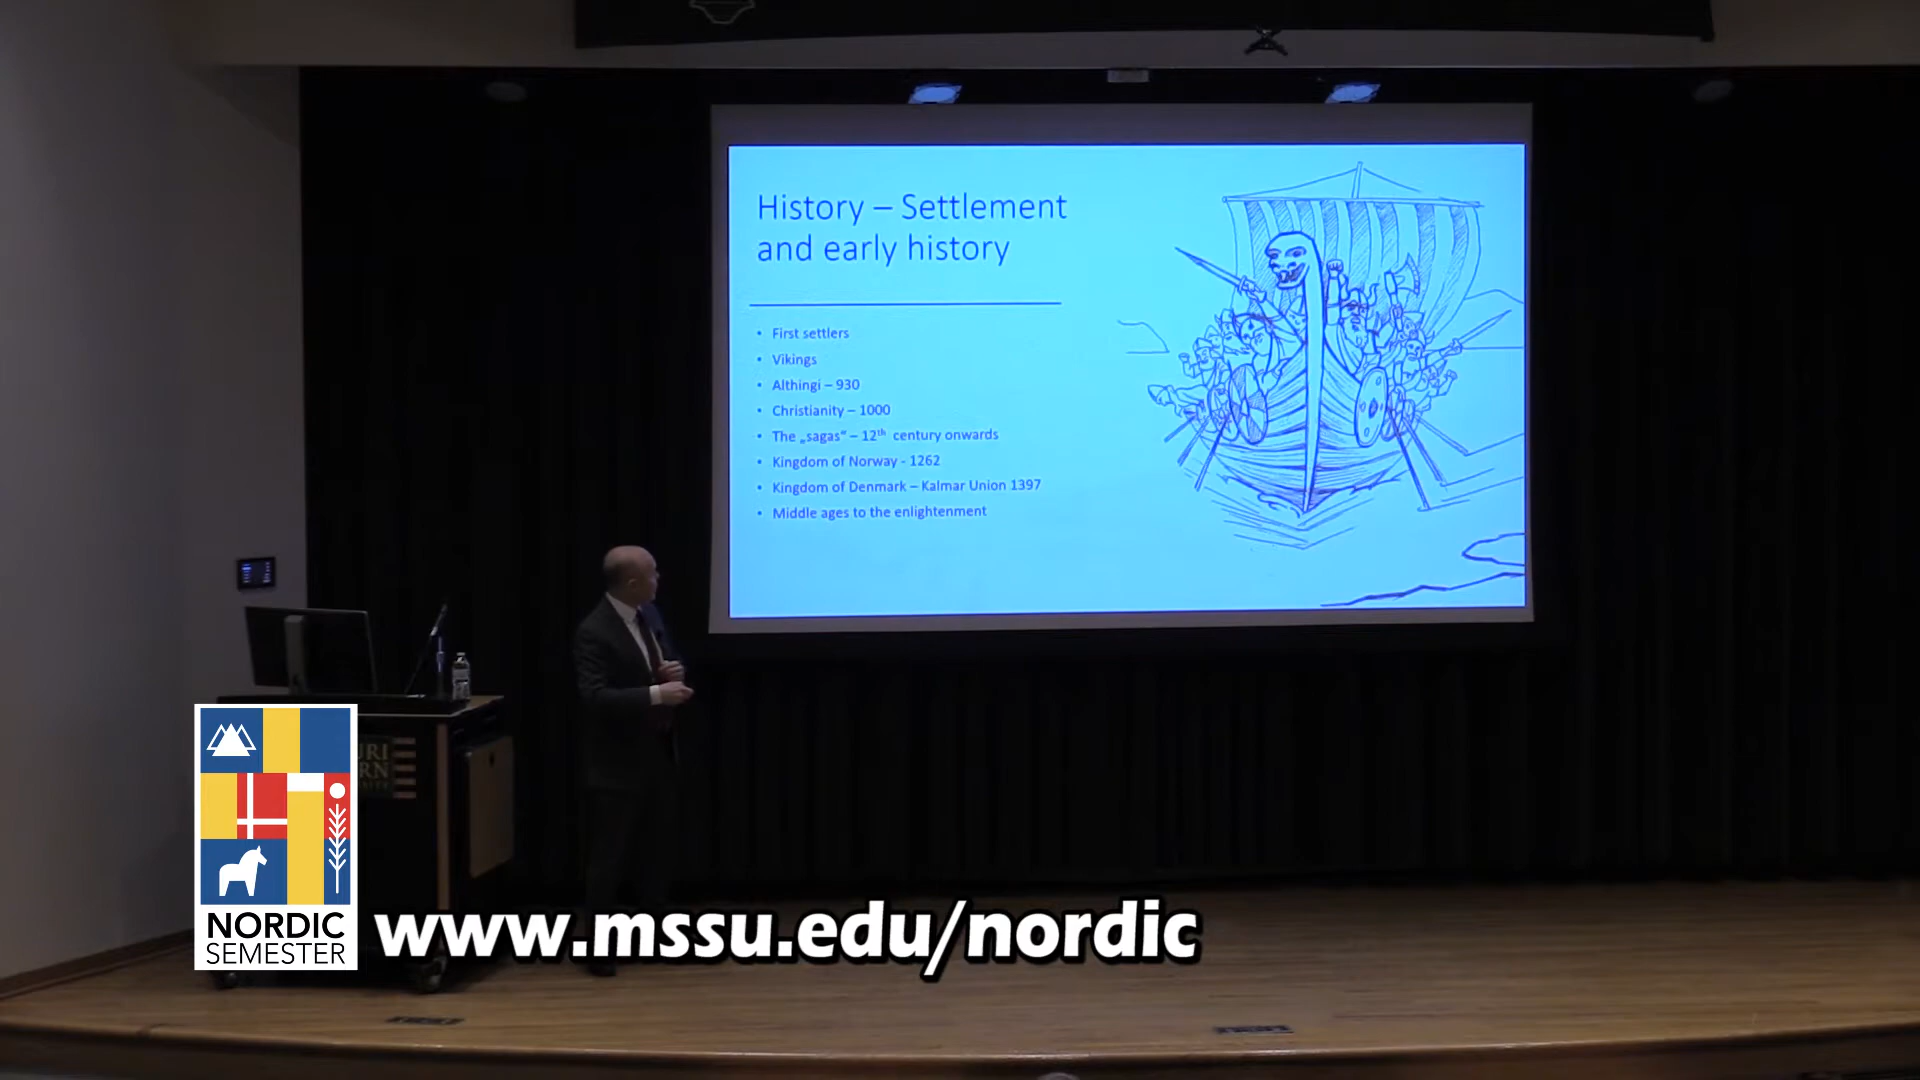 History – Settlement
and early history
• First settlers
• Vikings
• Althingi – 930
• Christianity – 1000
• The „sagas“ – 12th century onwards
• Kingdom of Norway - 1262
• Kingdom of Denmark – Kalmar Union 1397
• Middle ages to the enlightenment
URI
RN
NORDIC
SEMESTER
www.mssu.edu/nordic